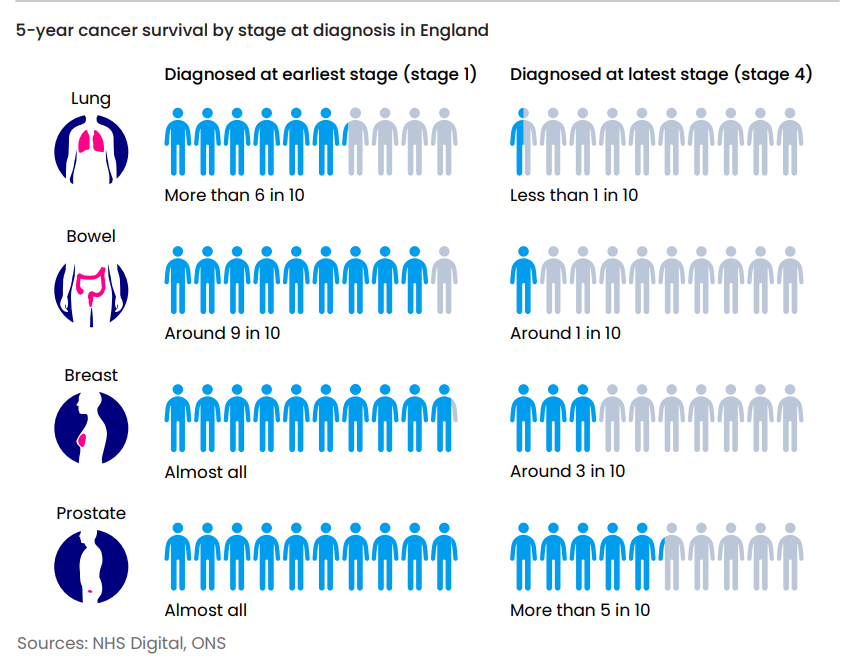 5-year cancer survival by stage at diagnosis in England
Diagnosed at earliest stage (stage 1)
Diagnosed at latest stage (stage 4)
Lung
More than 6 in 10
Less than 1 in 10
Bowel
Around 9 in 10
Around 1 in 10
Breast
Almost all
Around 3 in 10
Prostate
Almost all
More than 5 in 10
Sources: NHS Digital, ONS